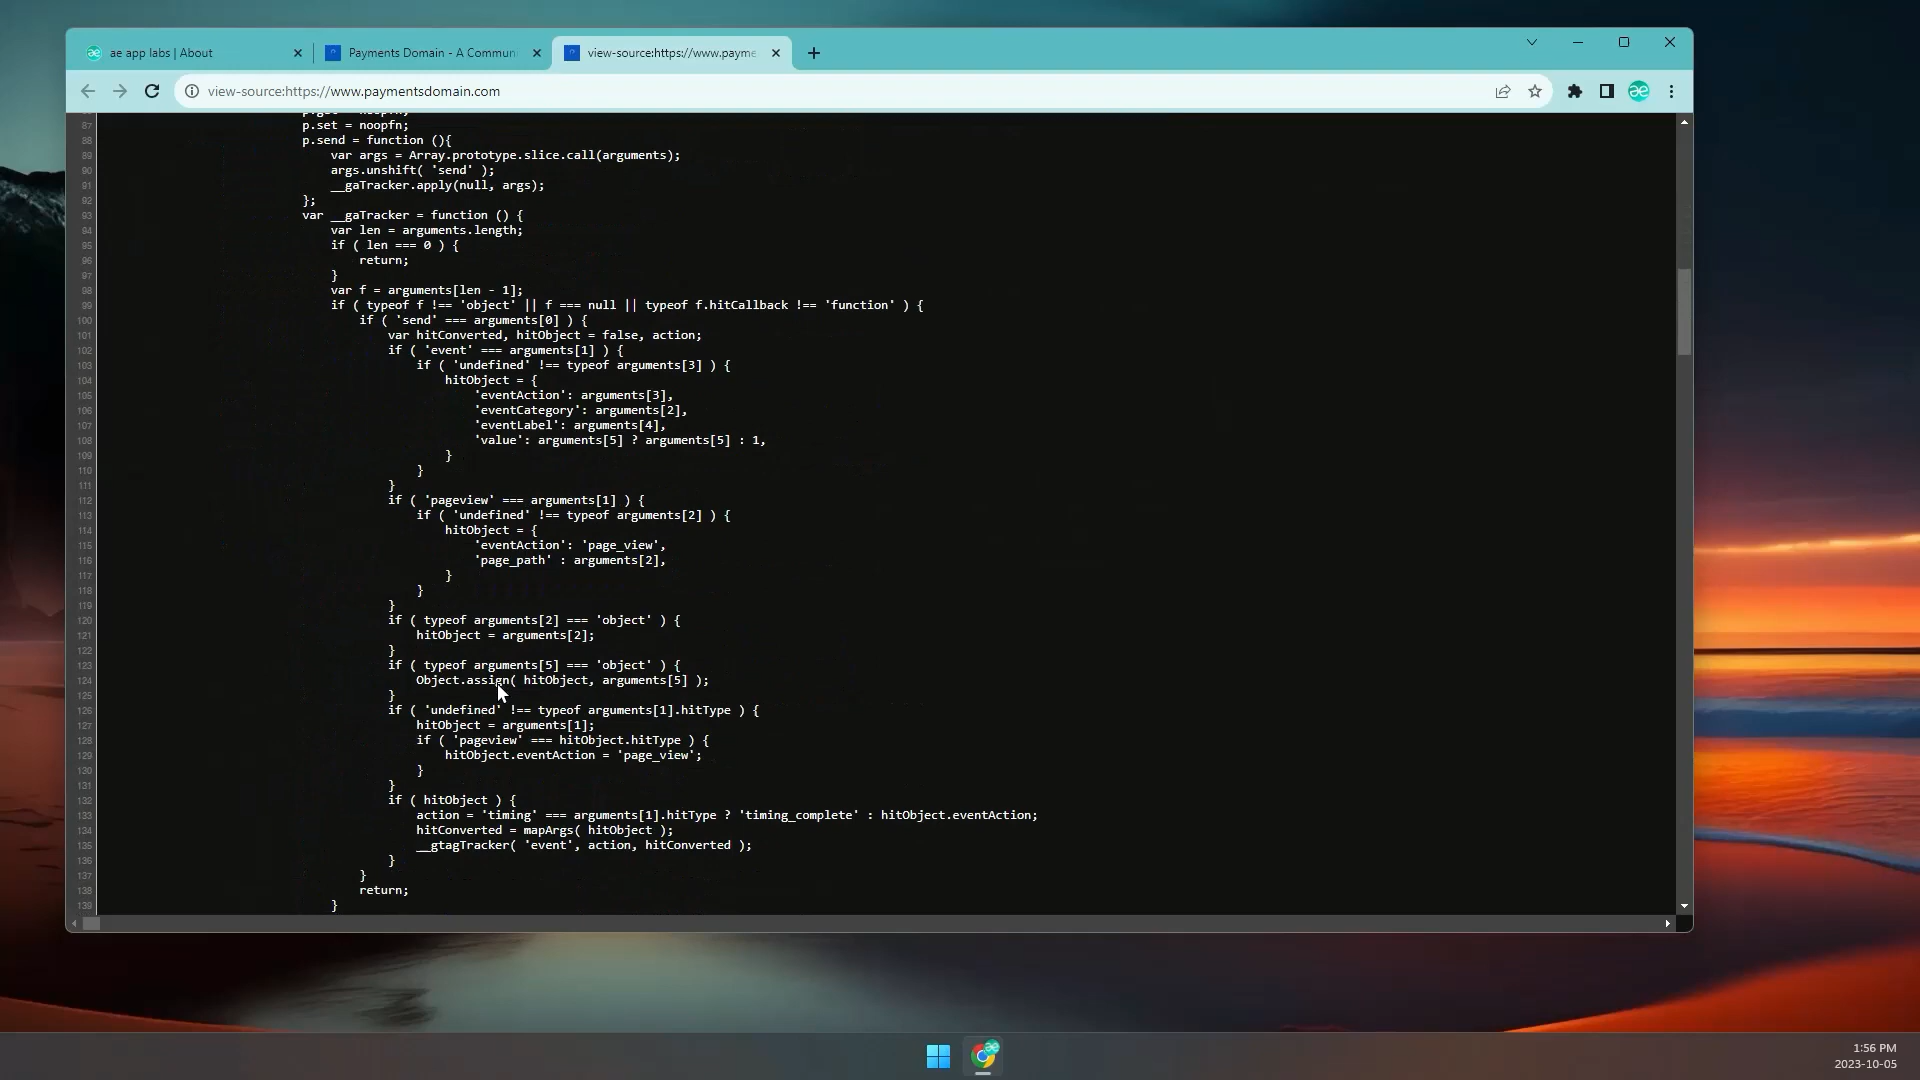 ae app labs | About
Payments Domain - A Commun
view-source:https://www.payme
view-source:https://www.paymentsdomain.com
87 p.set = noopfn;
88 p.send = function (){
89 var args = Array.prototype.slice.call(arguments);
90 args.unshift( 'send' );
91 __gaTracker.apply(null, args);
92 };
93 var __gaTracker = function () {
94 var len = arguments.length;
95 if ( len === 0 ) {
96 return;
97 }
98 var f = arguments[len - 1];
99 if ( typeof f !== 'object' || f === null || typeof f.hitCallback !== 'function' ) {
100 if ( 'send' === arguments[0] ) {
101 var hitConverted, hitObject = false, action;
102 if ( 'event' === arguments[1] ) {
103 if ( 'undefined' !== typeof arguments[3] ) {
104 hitObject = {
105 'eventAction': arguments[3],
106 'eventCategory': arguments[2],
107 'eventLabel': arguments[4],
108 'value': arguments[5] ? arguments[5] : 1,
109 }
110 }
111 }
112 if ( 'pageview' === arguments[1] ) {
113 if ( 'undefined' !== typeof arguments[2] ) {
114 hitObject = {
115 'eventAction': 'page_view',
116 'page_path' : arguments[2],
117 }
118 }
119 }
120 if ( typeof arguments[2] === 'object' ) {
121 hitObject = arguments[2];
122 }
123 if ( typeof arguments[5] === 'object' ) {
124 Object.assign( hitObject, arguments[5] );
125 }
126 if ( 'undefined' !== typeof arguments[1].hitType ) {
127 hitObject = arguments[1];
128 if ( 'pageview' === hitObject.hitType ) {
129 hitObject.eventAction = 'page_view';
130 }
131 }
132 if ( hitObject ) {
133 action = 'timing' === arguments[1].hitType ? 'timing_complete' : hitObject.eventAction;
134 hitConverted = mapArgs( hitObject );
135 __gtagTracker( 'event', action, hitConverted );
136 }
137 }
138 return;
139 }
1:56 PM
2023-10-05